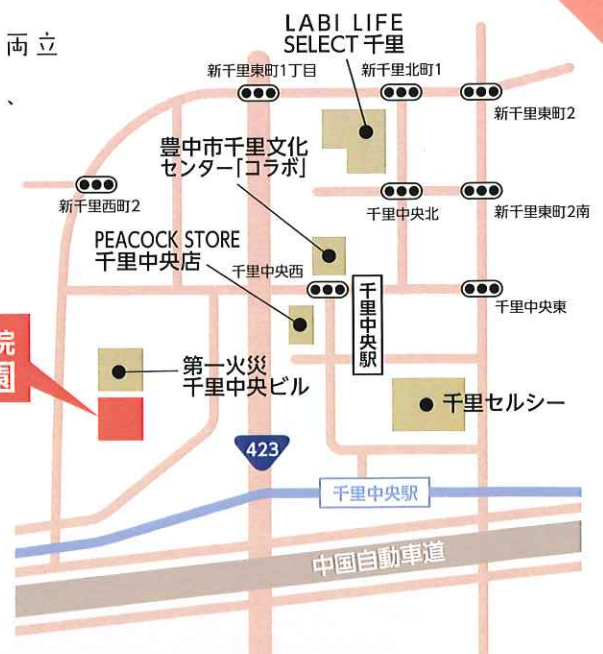 両立
、
LABI LIFE
SELECT 千里
新千里東町1丁目
新千里北町1
新千里東町2
豊中市千里文化
センター「コラボ」
新千里西町2
千里中央北
新千里東町2南
PEACOCK STORE
千里中央店
千里中央西
千里中央駅
千里中央東
院
園
第一火災
千里中央ビル
千里セルシー
423
千里中央駅
中国自動車道